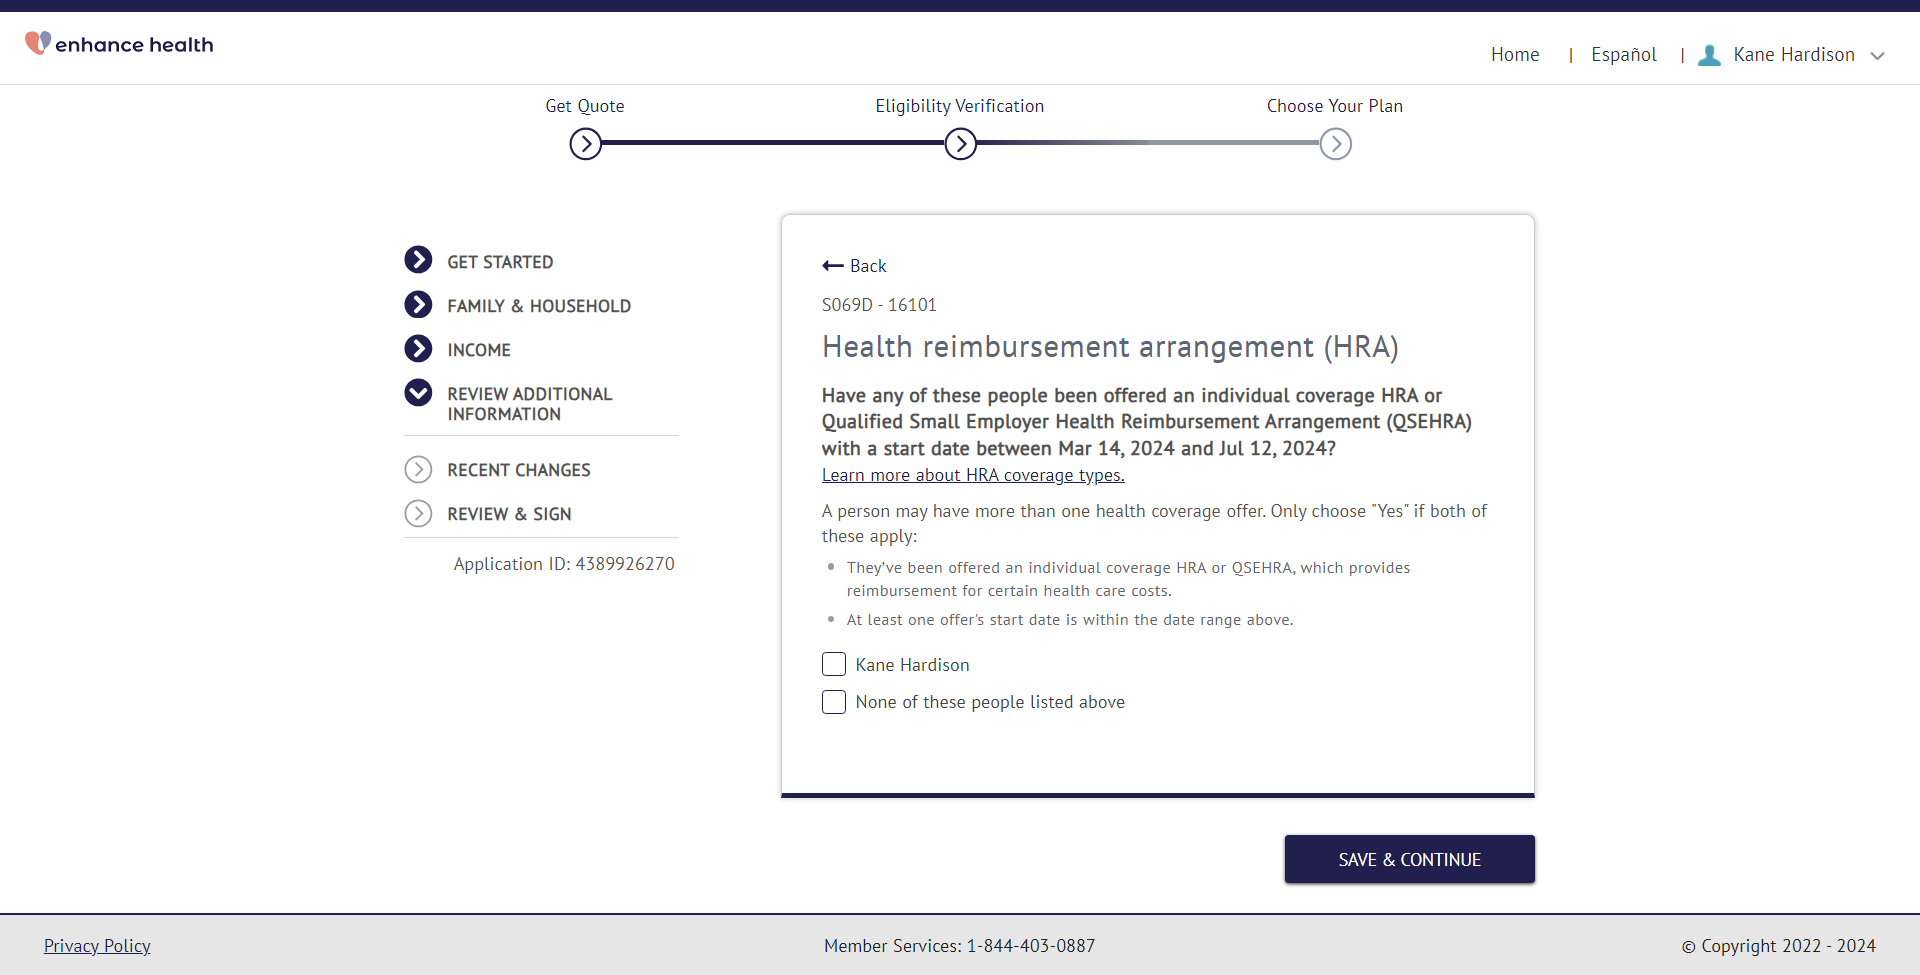 enhance health
Home | Español | Kane Hardison
Get Quote
Eligibility Verification
Choose Your Plan
GET STARTED
FAMILY & HOUSEHOLD
INCOME
REVIEW ADDITIONAL
INFORMATION
RECENT CHANGES
REVIEW & SIGN
Application ID: 4389926270
Back
S069D - 16101
Health reimbursement arrangement (HRA)
Have any of these people been offered an individual coverage HRA or
Qualified Small Employer Health Reimbursement Arrangement (QSEHRA)
with a start date between Mar 14, 2024 and Jul 12, 2024?
Learn more about HRA coverage types.
A person may have more than one health coverage offer. Only choose "Yes" if both of
these apply:
• They've been offered an individual coverage HRA or QSEHRA, which provides
reimbursement for certain health care costs.
• At least one offer's start date is within the date range above.
Kane Hardison
None of these people listed above
SAVE & CONTINUE
Privacy Policy
Member Services: 1-844-403-0887
© Copyright 2022 - 2024